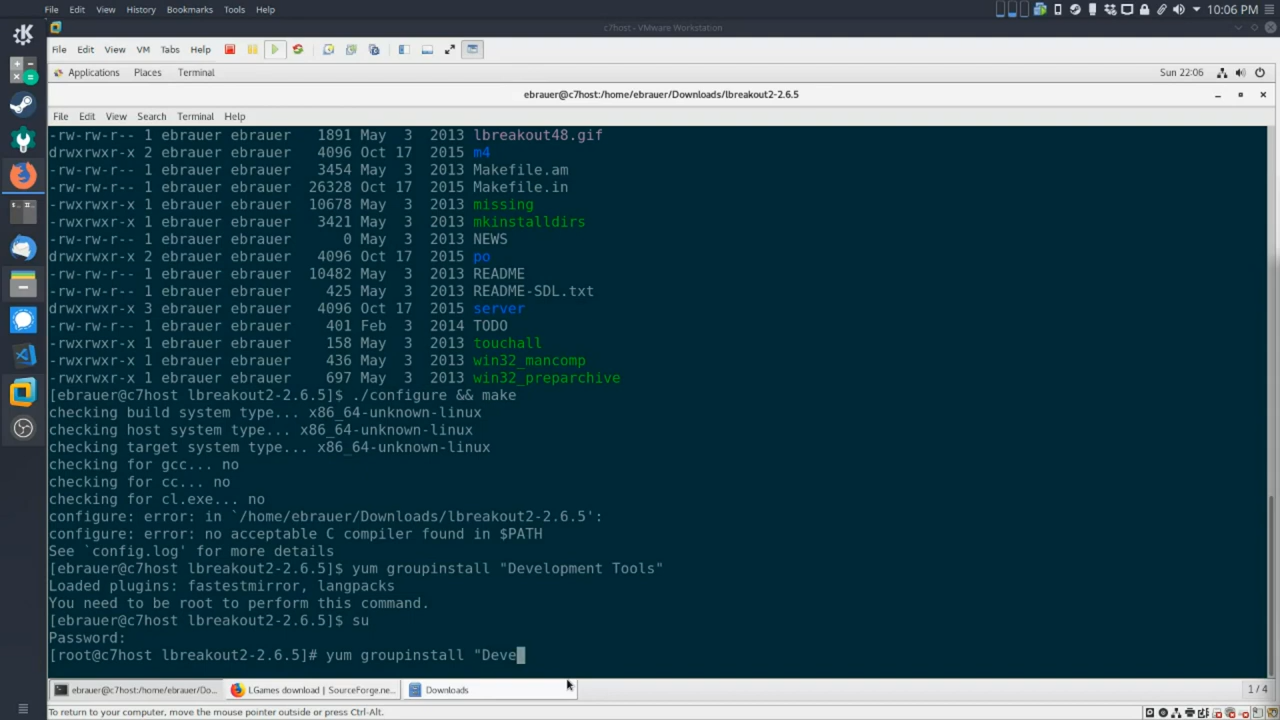 File Edit View History Bookmarks Tools Help 10:06 PM
c7host - VMware Workstation
File Edit View VM Tabs Help
Applications Places Terminal Sun 22:06
ebrauer@c7host:/home/ebrauer/Downloads/lbreakout2-2.6.5
File Edit View Search Terminal Help
-rw-rw-r-- 1 ebrauer ebrauer 1891 May 3 2013 lbreakout48.gif
drwxrwxr-x 2 ebrauer ebrauer 4096 Oct 17 2015 m4
-rw-rw-r-- 1 ebrauer ebrauer 3454 May 3 2013 Makefile.am
-rw-rw-r-- 1 ebrauer ebrauer 26328 Oct 17 2015 Makefile.in
-rwxrwxr-x 1 ebrauer ebrauer 10678 May 3 2013 missing
-rwxrwxr-x 1 ebrauer ebrauer 3421 May 3 2013 mkinstalldirs
-rw-rw-r-- 1 ebrauer ebrauer 0 May 3 2013 NEWS
drwxrwxr-x 2 ebrauer ebrauer 4096 Oct 17 2015 po
-rw-rw-r-- 1 ebrauer ebrauer 10482 May 3 2013 README
-rw-rw-r-- 1 ebrauer ebrauer 425 May 3 2013 README-SDL.txt
drwxrwxr-x 3 ebrauer ebrauer 4096 Oct 17 2015 server
-rw-rw-r-- 1 ebrauer ebrauer 401 Feb 3 2014 TODO
-rwxrwxr-x 1 ebrauer ebrauer 158 May 3 2013 touchall
-rwxrwxr-x 1 ebrauer ebrauer 436 May 3 2013 win32_mancomp
-rwxrwxr-x 1 ebrauer ebrauer 697 May 3 2013 win32_preparchive
[ebrauer@c7host lbreakout2-2.6.5]$ ./configure && make
checking build system type... x86_64-unknown-linux
checking host system type... x86_64-unknown-linux
checking target system type... x86_64-unknown-linux
checking for gcc... no
checking for cc... no
checking for cl.exe... no
configure: error: in `/home/ebrauer/Downloads/lbreakout2-2.6.5':
configure: error: no acceptable C compiler found in $PATH
See `config.log' for more details
[ebrauer@c7host lbreakout2-2.6.5]$ yum groupinstall "Development Tools"
Loaded plugins: fastestmirror, langpacks
You need to be root to perform this command.
[ebrauer@c7host lbreakout2-2.6.5]$ su
Password:
[root@c7host lbreakout2-2.6.5]# yum groupinstall "Deve
ebrauer@c7host:/home/ebrauer/Do... LGames download | SourceForge.ne... Downloads 1 / 4
To return to your computer, move the mouse pointer outside or press Ctrl-Alt.